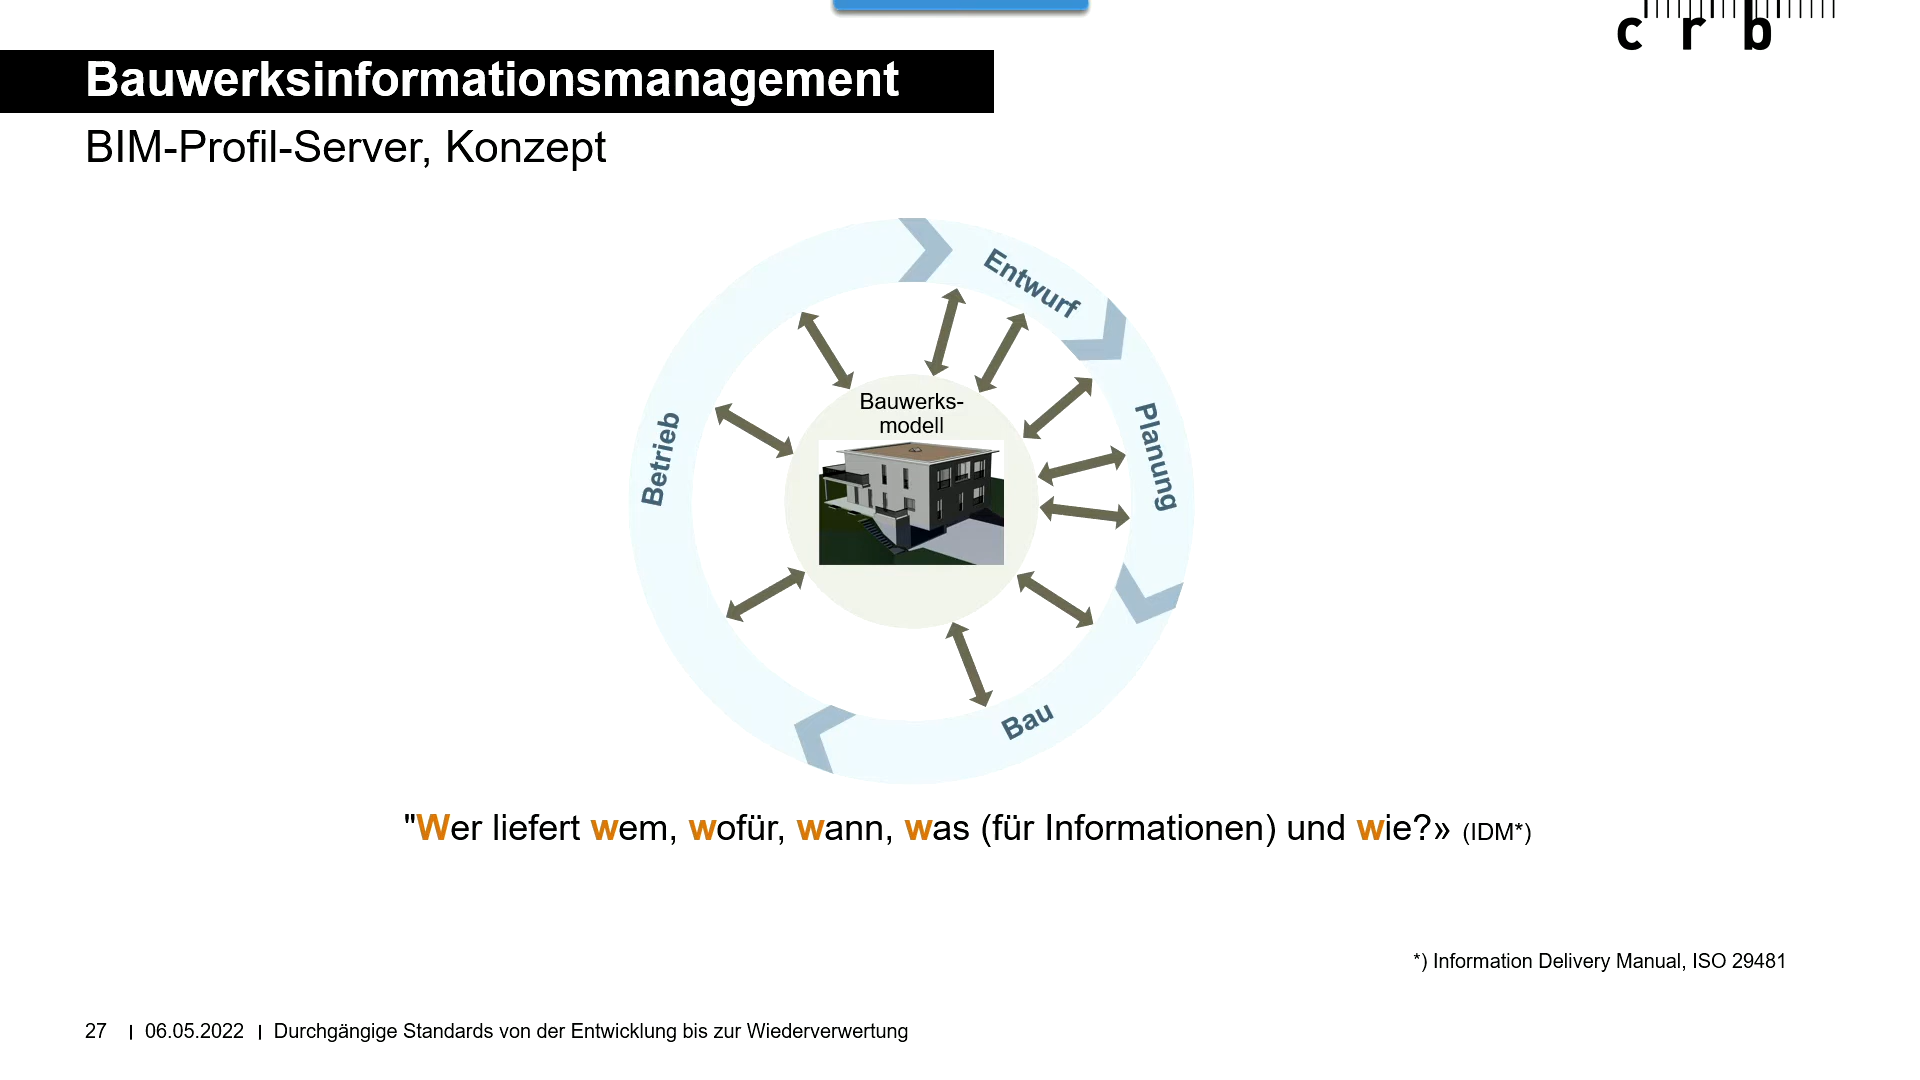 crb
Bauwerksinformationsmanagement
BIM-Profil-Server, Konzept
Entwurf
Planung
Bau
Betrieb
Bauwerks-
modell
"Wer liefert wem, wofür, wann, was (für Informationen) und wie?» (IDM*)
*) Information Delivery Manual, ISO 29481
27 | 06.05.2022 | Durchgängige Standards von der Entwicklung bis zur Wiederverwertung